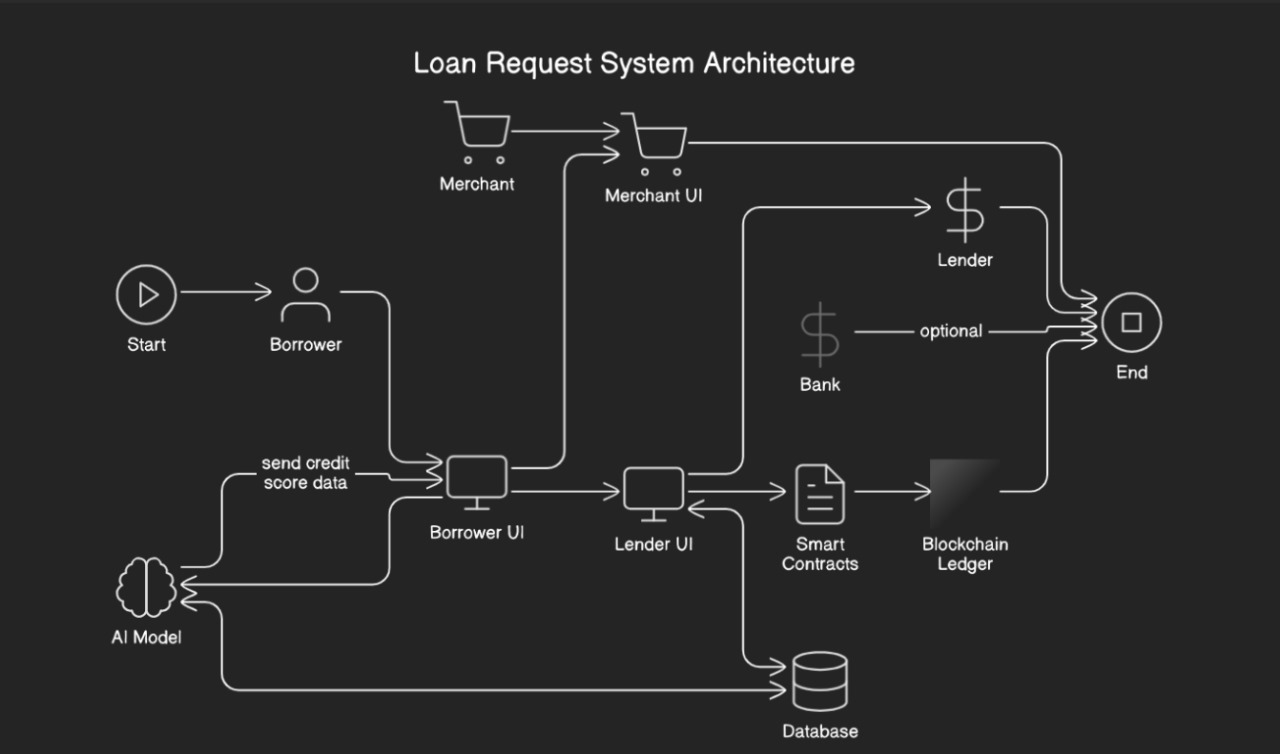 Loan Request System Architecture
Merchant
Merchant UI
Lender
Start
Borrower
optional
Bank
End
send credit
score data
Borrower UI
Lender UI
Smart
Contracts
Blockchain
Ledger
AI Model
Database